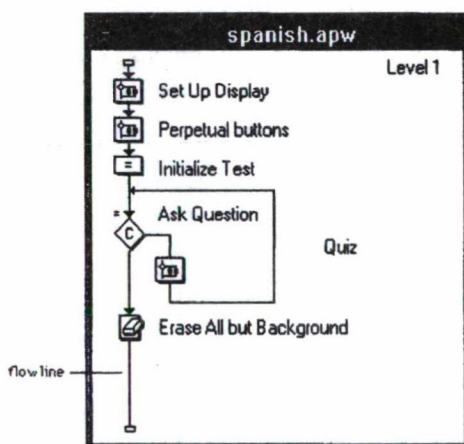 spanish.apw
Level 1
Set Up Display
Perpetual buttons
=
Initialize Test
=
Ask Question
C
Quiz
Erase All but Background
flow line